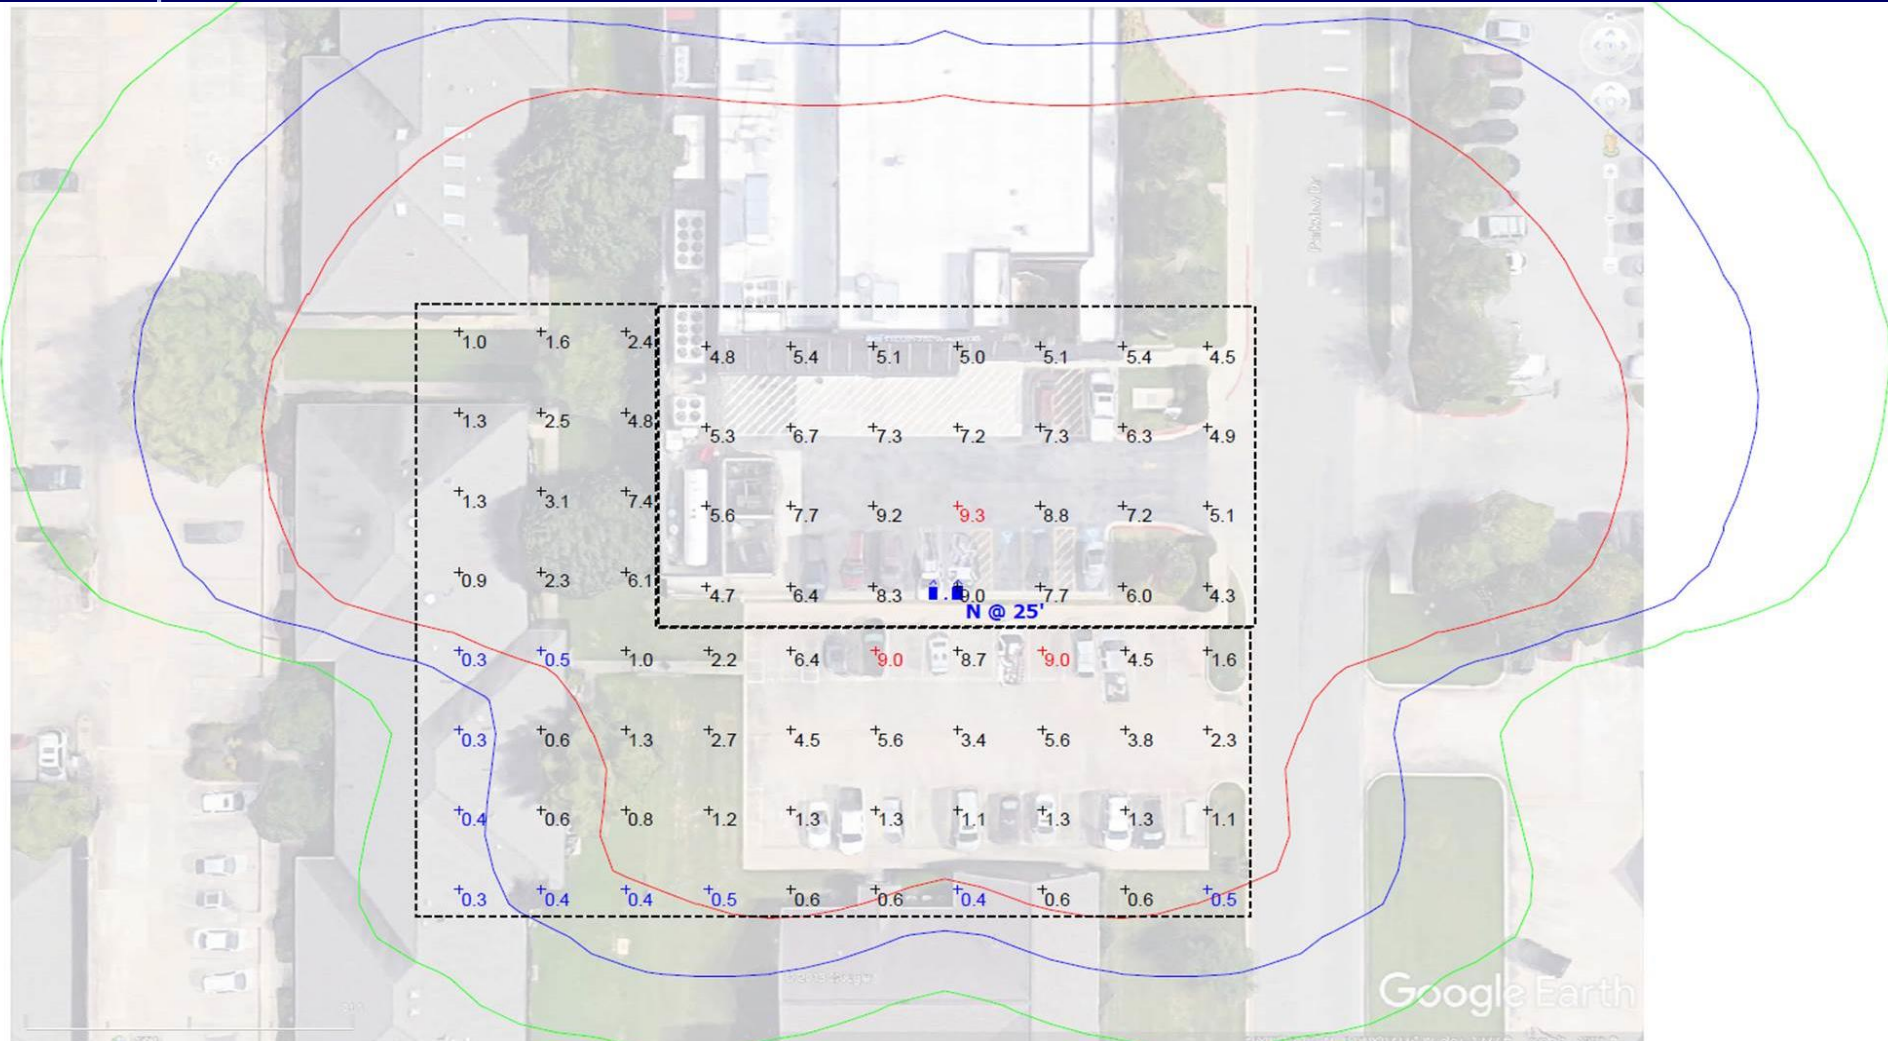 Parkview Dr
1.0 1.6 2.4
4.8 5.4 5.1 5.0 5.1 5.4 4.5
1.3 2.5 4.8
5.3 6.7 7.3 7.2 7.3 6.3 4.9
1.3 3.1 7.4
5.6 7.7 9.2 9.3 8.8 7.2 5.1
0.9 2.3 6.1
4.7 6.4 8.3 9.0 7.7 6.0 4.3
N @ 25'
0.3 0.5 1.0 2.2 6.4 9.0 8.7 9.0 4.5 1.6
0.3 0.6 1.3 2.7 4.5 5.6 3.4 5.6 3.8 2.3
0.4 0.6 0.8 1.2 1.3 1.3 1.1 1.3 1.3 1.1
0.3 0.4 0.4 0.5 0.6 0.6 0.4 0.6 0.6 0.5
Google Earth